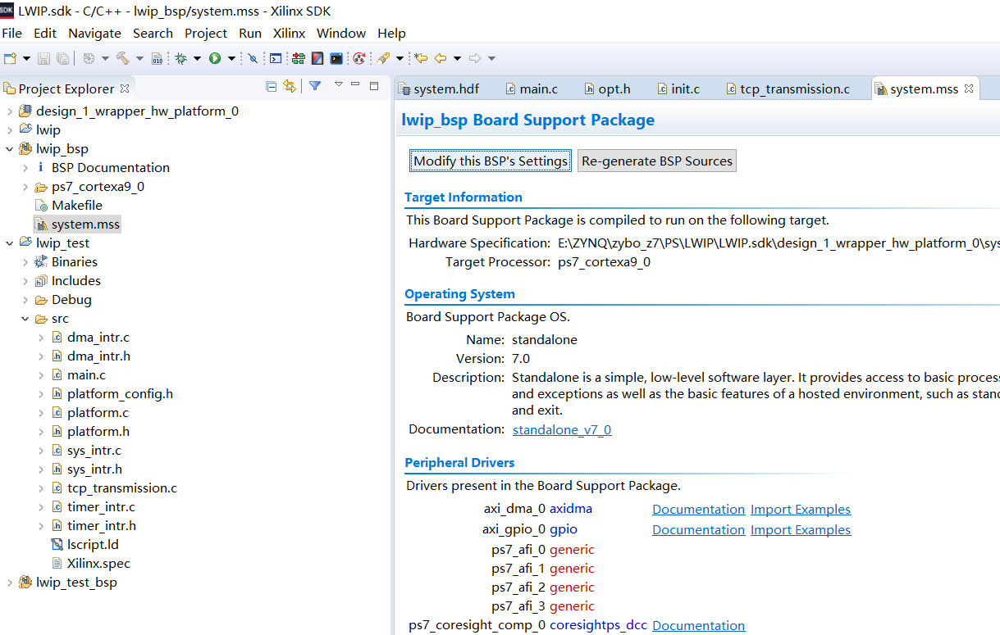 SDK LWIP.sdk - C/C++ - lwip_bsp/system.mss - Xilinx SDK
File Edit Navigate Search Project Run Xilinx Window Help
Project Explorer
design_1_wrapper_hw_platform_0
lwip
lwip_bsp
BSP Documentation
ps7_cortexa9_0
Makefile
system.mss
lwip_test
Binaries
Includes
Debug
src
dma_intr.c
dma_intr.h
main.c
platform_config.h
platform.c
platform.h
sys_intr.c
sys_intr.h
tcp_transmission.c
timer_intr.c
timer_intr.h
lscript.ld
Xilinx.spec
lwip_test_bsp
system.hdf main.c opt.h init.c tcp_transmission.c system.mss
lwip_bsp Board Support Package
Modify this BSP's Settings Re-generate BSP Sources
Target Information
This Board Support Package is compiled to run on the following target.
Hardware Specification: E:\ZYNQ\zybo_z7\PS\LWIP\LWIP.sdk\design_1_wrapper_hw_platform_0\sys
Target Processor: ps7_cortexa9_0
Operating System
Board Support Package OS.
Name: standalone
Version: 7.0
Description: Standalone is a simple, low-level software layer. It provides access to basic proces
and exceptions as well as the basic features of a hosted environment, such as stan
and exit.
Documentation: standalone_v7_0
Peripheral Drivers
Drivers present in the Board Support Package.
axi_dma_0 axidma Documentation Import Examples
axi_gpio_0 gpio Documentation Import Examples
ps7_afi_0 generic
ps7_afi_1 generic
ps7_afi_2 generic
ps7_afi_3 generic
ps7_coresight_comp_0 coresightps_dcc Documentation